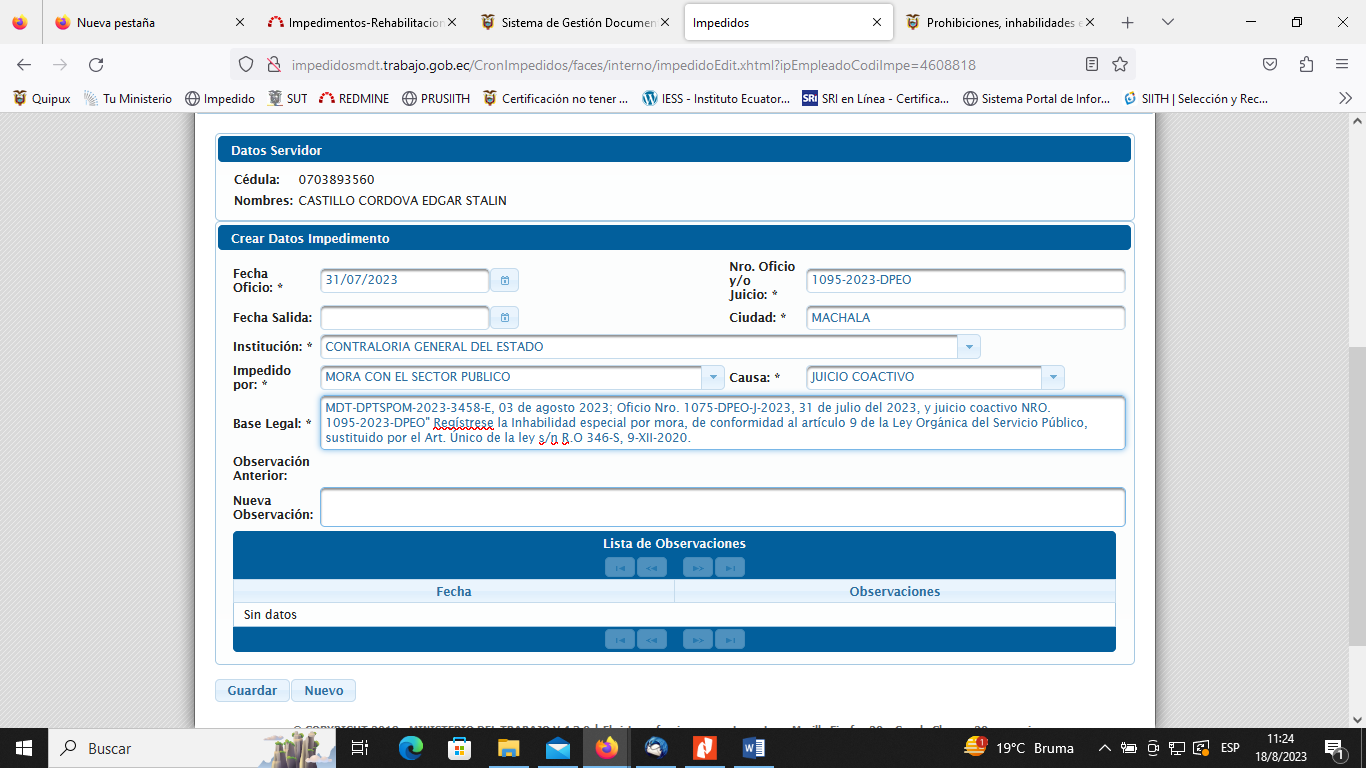 Nueva pestaña
Impedimentos-Rehabilitacion
Sistema de Gestión Documen
Impedidos
Prohibiciones, inhabilidades e
impedidosmdt.trabajo.gob.ec/CronImpedidos/faces/interno/impedidoEdit.xhtml?ipEmpleadoCodiImpe=4608818
Quipux
Tu Ministerio
Impedido
SUT
REDMINE
PRUSIITH
Certificación no tener ...
IESS - Instituto Ecuator...
SRi
SRI en Línea - Certifica...
Sistema Portal de Infor...
SIITH | Selección y Rec...
Datos Servidor
Cédula: 0703893560
Nombres: CASTILLO CORDOVA EDGAR STALIN
Crear Datos Impedimento
Fecha Oficio: * 31/07/2023
Nro. Oficio y/o Juicio: * 1095-2023-DPEO
Fecha Salida:
Ciudad: * MACHALA
Institución: * CONTRALORIA GENERAL DEL ESTADO
Impedido por: * MORA CON EL SECTOR PUBLICO
Causa: * JUICIO COACTIVO
Base Legal: *
MDT-DPTSPOM-2023-3458-E, 03 de agosto 2023; Oficio Nro. 1075-DPEO-J-2023, 31 de julio del 2023, y juicio coactivo NRO.
1095-2023-DPEO" Regístrese la Inhabilidad especial por mora, de conformidad al artículo 9 de la Ley Orgánica del Servicio Público,
sustituido por el Art. Único de la ley s/n R.O 346-S, 9-XII-2020.
Observación Anterior:
Nueva Observación:
Lista de Observaciones
Fecha
Observaciones
Sin datos
Guardar
Nuevo
Buscar
19°C Bruma
ESP
11:24
18/8/2023
1
1